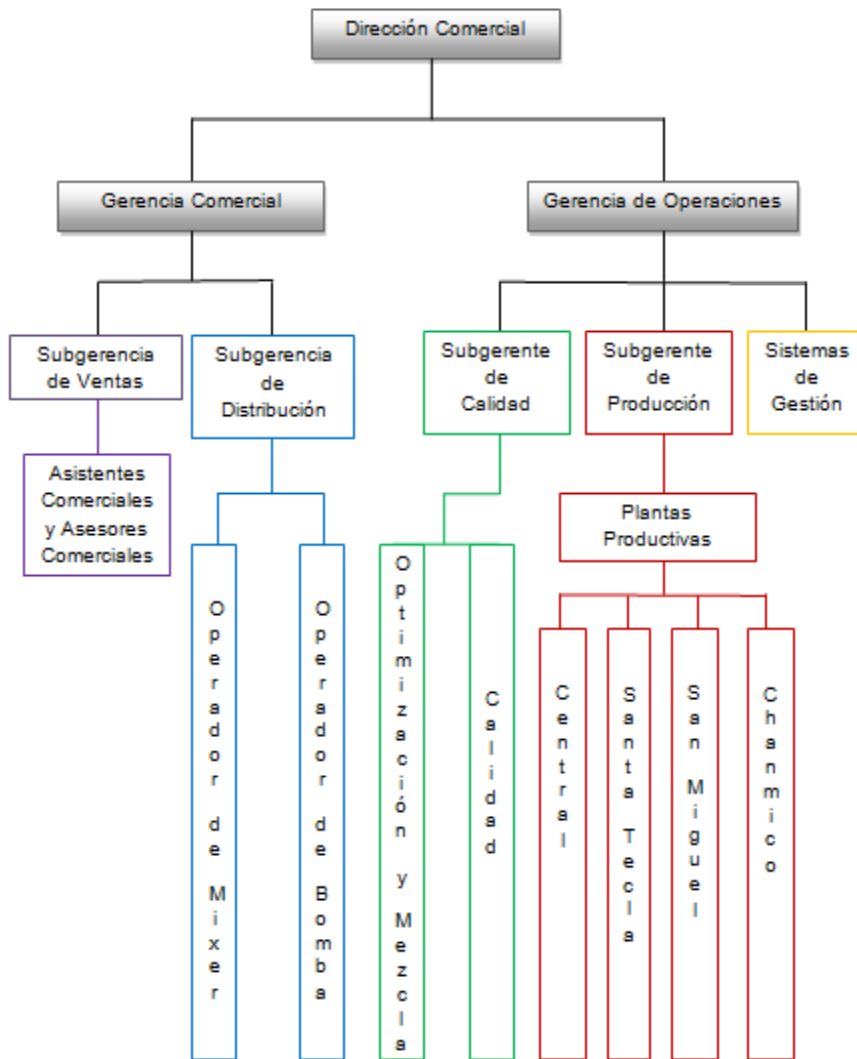 Dirección Comercial
Gerencia Comercial
Gerencia de Operaciones
Subgerencia
de Ventas
Subgerencia
de
Distribución
Subgerente
de
Calidad
Subgerente
de
Producción
Sistemas
de
Gestión
Asistentes
Comerciales
y Asesores
Comerciales
Plantas
Productivas
Operador de Mixer
Operador de Bomba
Optimización y Mezcla
Calidad
Central
Santa Tecla
San Miguel
Chanmico